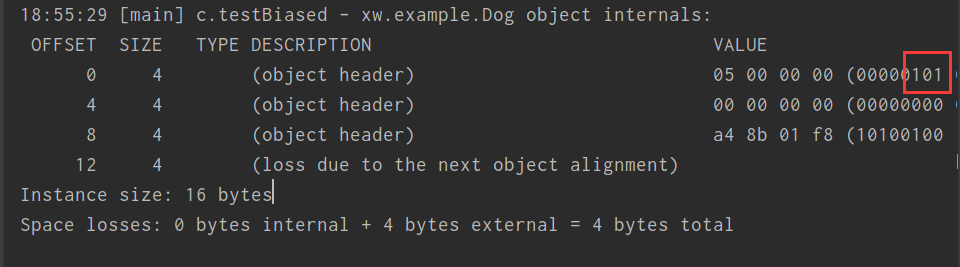 18:55:29 [main] c.testBiased - xw.example.Dog object internals:
OFFSET  SIZE   TYPE DESCRIPTION                               VALUE
0     4        (object header)                           05 00 00 00 (00000101
4     4        (object header)                           00 00 00 00 (00000000
8     4        (object header)                           a4 8b 01 f8 (10100100
12     4        (loss due to the next object alignment)
Instance size: 16 bytes
Space losses: 0 bytes internal + 4 bytes external = 4 bytes total